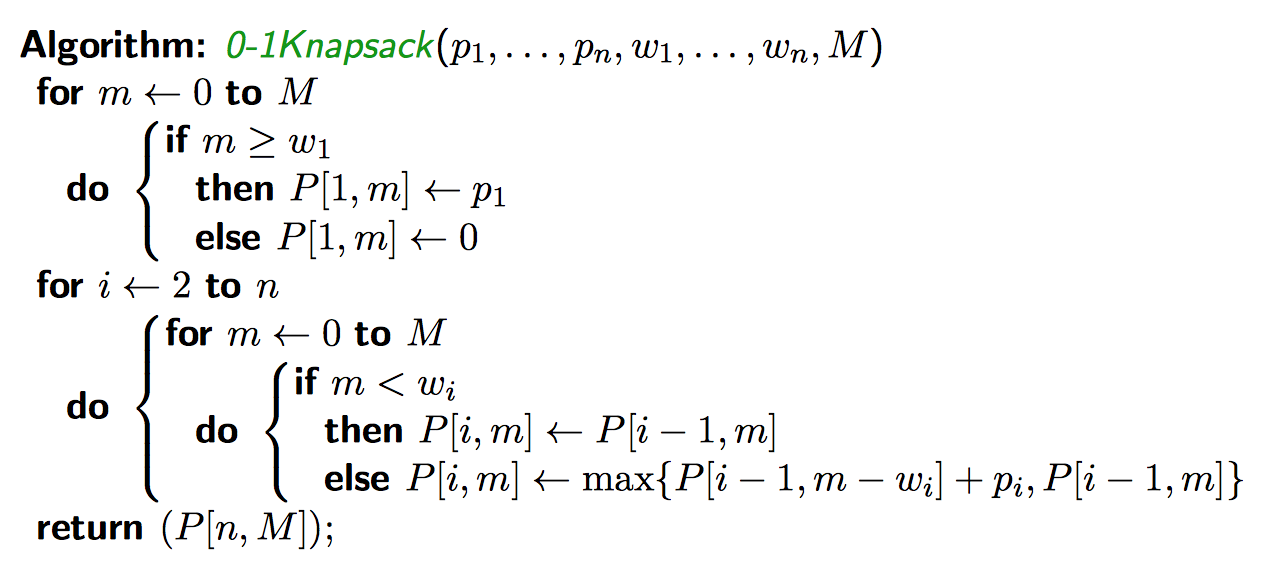 Algorithm: 0-1Knapsack(p₁, . . . , pₙ, w₁, . . . , wₙ, M)
for m ← 0 to M
if m ≥ w₁
do then P[1, m] ← p₁
else P[1, m] ← 0
for i ← 2 to n
for m ← 0 to M
if m < wᵢ
do do then P[i, m] ← P[i − 1, m]
else P[i, m] ← max{P[i − 1, m − wᵢ] + pᵢ, P[i − 1, m]}
return (P[n, M]);